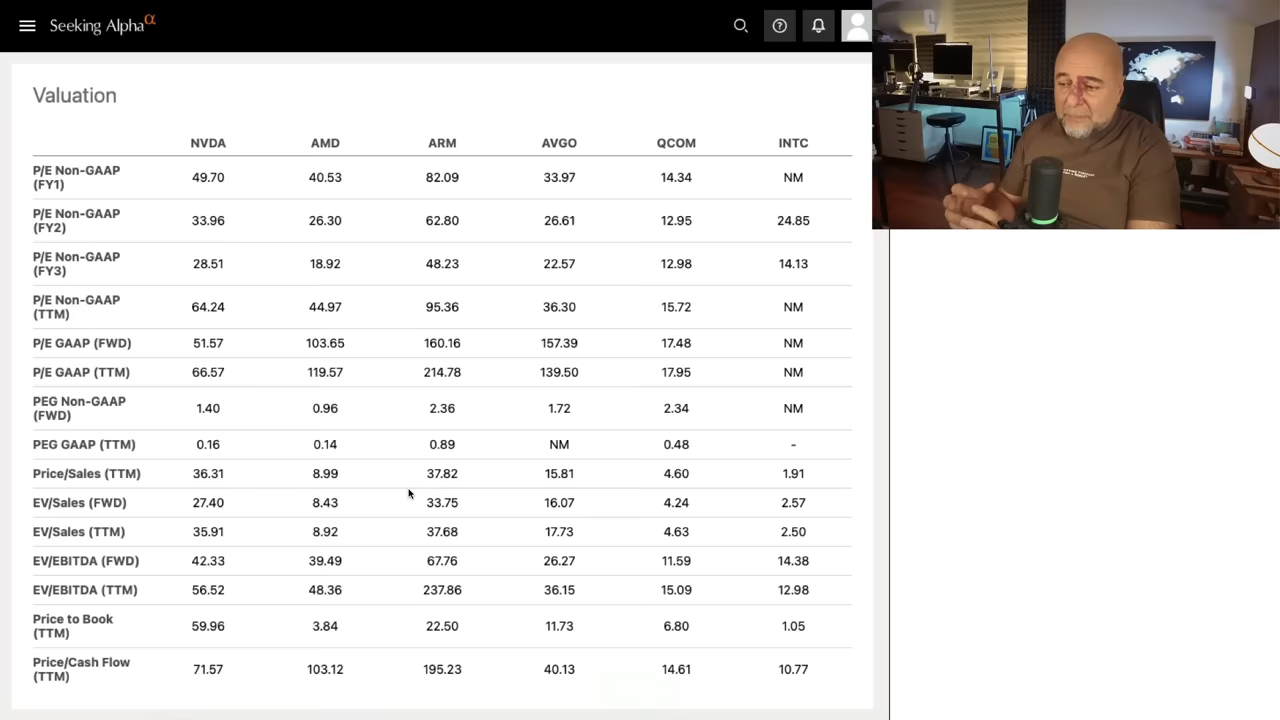 Seeking Alpha α
Valuation
NVDA AMD ARM AVGO QCOM INTC
P/E Non-GAAP
(FY1) 49.70 40.53 82.09 33.97 14.34 NM
P/E Non-GAAP
(FY2) 33.96 26.30 62.80 26.61 12.95 24.85
P/E Non-GAAP
(FY3) 28.51 18.92 48.23 22.57 12.98 14.13
P/E Non-GAAP
(TTM) 64.24 44.97 95.36 36.30 15.72 NM
P/E GAAP (FWD) 51.57 103.65 160.16 157.39 17.48 NM
P/E GAAP (TTM) 66.57 119.57 214.78 139.50 17.95 NM
PEG Non-GAAP
(FWD) 1.40 0.96 2.36 1.72 2.34 NM
PEG GAAP (TTM) 0.16 0.14 0.89 NM 0.48 -
Price/Sales (TTM) 36.31 8.99 37.82 15.81 4.60 1.91
EV/Sales (FWD) 27.40 8.43 33.75 16.07 4.24 2.57
EV/Sales (TTM) 35.91 8.92 37.68 17.73 4.63 2.50
EV/EBITDA (FWD) 42.33 39.49 67.76 26.27 11.59 14.38
EV/EBITDA (TTM) 56.52 48.36 237.86 36.15 15.09 12.98
Price to Book
(TTM) 59.96 3.84 22.50 11.73 6.80 1.05
Price/Cash Flow
(TTM) 71.57 103.12 195.23 40.13 14.61 10.77